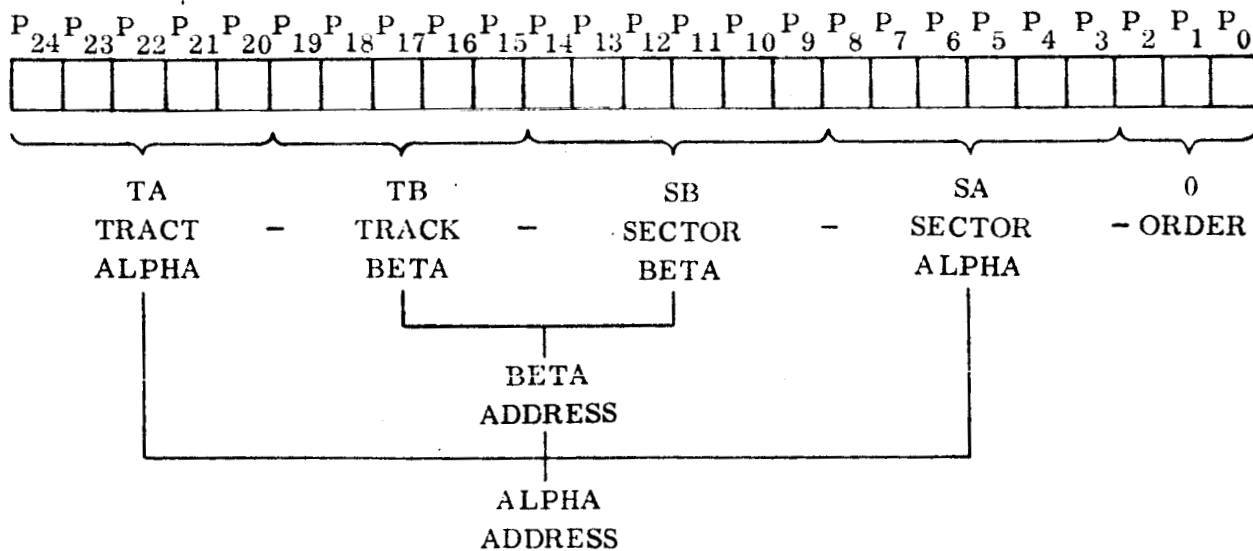 P24 P23 P22 P21 P20 P19 P18 P17 P16 P15 P14 P13 P12 P11 P10 P9 P8 P7 P6 P5 P4 P3 P2 P1 P0
TA TB SB SA 0
TRACT - TRACK - SECTOR - SECTOR - ORDER
ALPHA BETA BETA ALPHA
BETA
ADDRESS
ALPHA
ADDRESS